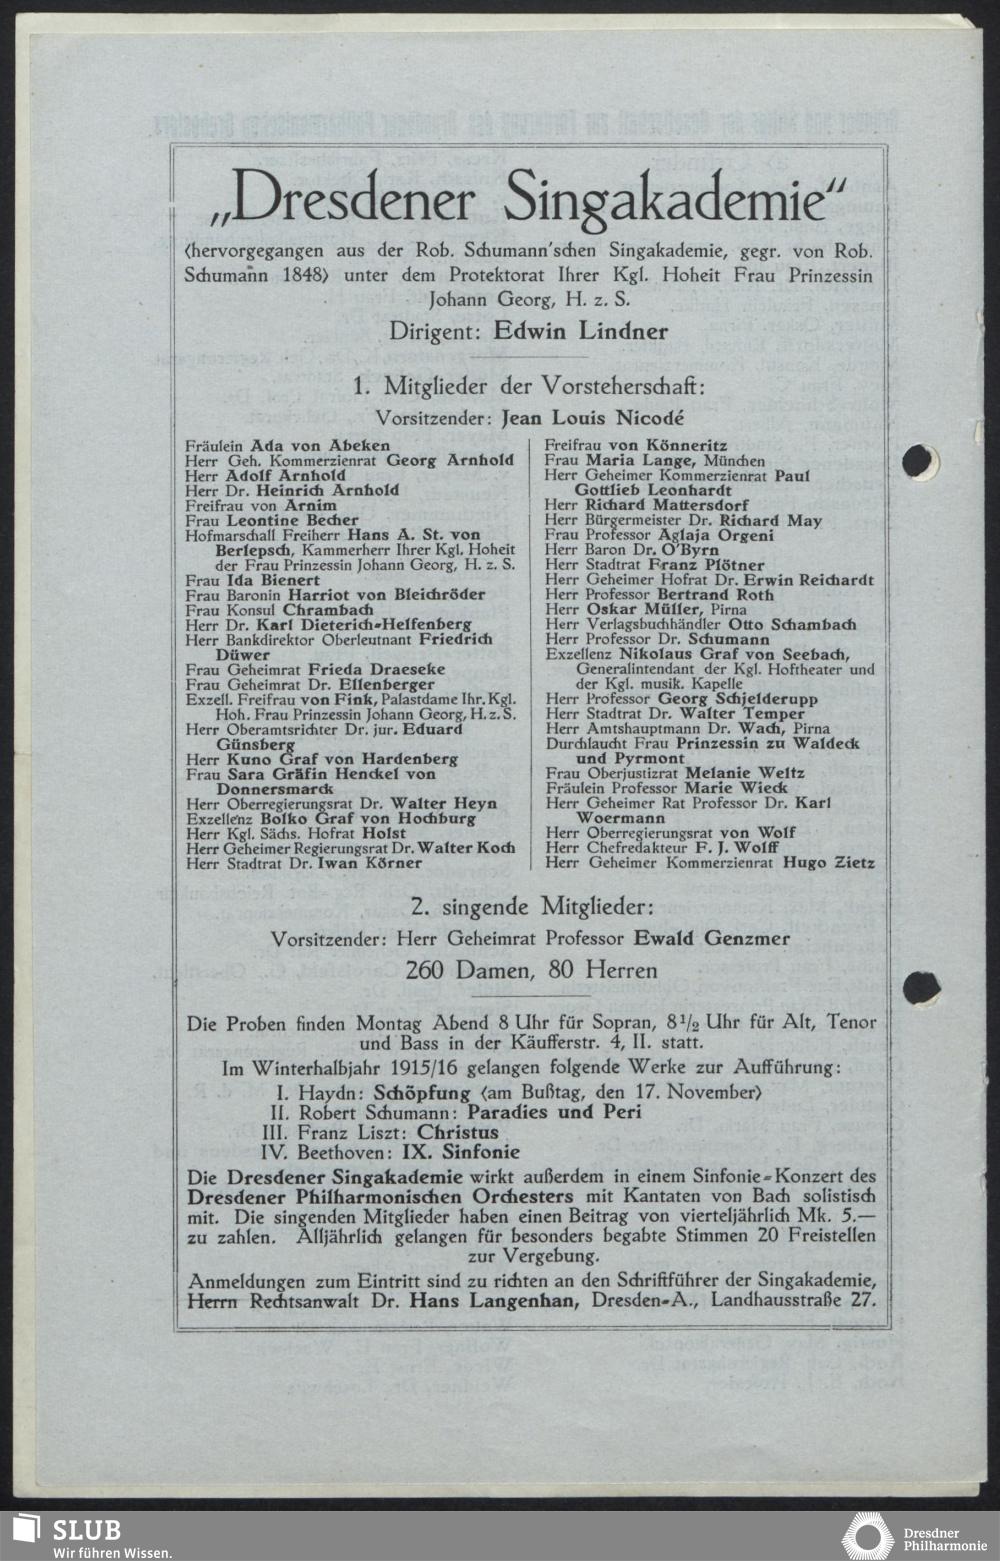 „Dresdener Singakademie“
(hervorgegangen aus der Rob. Schumann'schen Singakademie, gegr. von Rob.
Schumann 1848) unter dem Protektorat Ihrer Kgl. Hoheit Frau Prinzessin
Johann Georg, H. z. S.
Dirigent: Edwin Lindner
1. Mitglieder der Vorsteherschaft:
Vorsitzender: Jean Louis Nicodé
Fräulein Ada von Abeken
Herr Geh. Kommerzienrat Georg Arnhold
Herr Adolf Arnhold
Herr Dr. Heinrich Arnhold
Freifrau von Arnim
Frau Leontine Becher
Hofmarschall Freiherr Hans A. St. von
Berlepsch, Kammerherr Ihrer Kgl. Hoheit
der Frau Prinzessin Johann Georg, H. z. S.
Frau Ida Bienert
Frau Baronin Harriot von Bleichröder
Frau Konsul Chrambach
Herr Dr. Karl Dieterich-Helfenberg
Herr Bankdirektor Oberleutnant Friedrich
Düwer
Frau Geheimrat Frieda Draeseke
Frau Geheimrat Dr. Ellenberger
Exzell. Freifrau von Fink, Palastdame Ihr. Kgl.
Hoh. Frau Prinzessin Johann Georg, H. z. S.
Herr Oberamtsrichter Dr. jur. Eduard
Günsberg
Herr Kuno Graf von Hardenberg
Frau Sara Gräfin Henckel von
Donnersmarck
Herr Oberregierungsrat Dr. Walter Heyn
Exzellenz Bolko Graf von Hochburg
Herr Kgl. Sächs. Hofrat Holst
Herr Geheimer Regierungsrat Dr. Walter Koch
Herr Stadtrat Dr. Iwan Körner
Freifrau von Könneritz
Frau Maria Lange, München
Herr Geheimer Kommerzienrat Paul
Gottlieb Leonhardt
Herr Richard Mattersdorf
Herr Bürgermeister Dr. Richard May
Frau Professor Aglaja Orgeni
Herr Baron Dr. O'Byrn
Herr Stadtrat Franz Plötner
Herr Geheimer Hofrat Dr. Erwin Reichardt
Herr Professor Bertrand Roth
Herr Oskar Müller, Pirna
Herr Verlagsbuchhändler Otto Schambach
Herr Professor Dr. Schumann
Exzellenz Nikolaus Graf von Seebach,
Generalintendant der Kgl. Hoftheater und
der Kgl. musik. Kapelle
Herr Professor Georg Schjelderupp
Herr Stadtrat Dr. Walter Temper
Herr Amtshauptmann Dr. Wach, Pirna
Durchlaucht Frau Prinzessin zu Waldeck
und Pyrmont
Frau Oberjustizrat Melanie Weltz
Fräulein Professor Marie Wieck
Herr Geheimer Rat Professor Dr. Karl
Woermann
Herr Oberregierungsrat von Wolf
Herr Chefredakteur F. J. Wolff
Herr Geheimer Kommerzienrat Hugo Zietz
2. singende Mitglieder:
Vorsitzender: Herr Geheimrat Professor Ewald Genzmer
260 Damen, 80 Herren
Die Proben finden Montag Abend 8 Uhr für Sopran, 8 1/2 Uhr für Alt, Tenor
und Bass in der Käufferstr. 4, II. statt.
Im Winterhalbjahr 1915/16 gelangen folgende Werke zur Aufführung:
I. Haydn: Schöpfung (am Bußtag, den 17. November)
II. Robert Schumann: Paradies und Peri
III. Franz Liszt: Christus
IV. Beethoven: IX. Sinfonie
Die Dresdener Singakademie wirkt außerdem in einem Sinfonie-Konzert des
Dresdener Philharmonischen Orchesters mit Kantaten von Bach solistisch
mit. Die singenden Mitglieder haben einen Beitrag von vierteljährlich Mk. 5.—
zu zahlen. Alljährlich gelangen für besonders begabte Stimmen 20 Freistellen
zur Vergebung.
Anmeldungen zum Eintritt sind zu richten an den Schriftführer der Singakademie,
Herrn Rechtsanwalt Dr. Hans Langenhan, Dresden-A., Landhausstraße 27.
SLUB
Wir führen Wissen.
Dresdner
Philharmonie